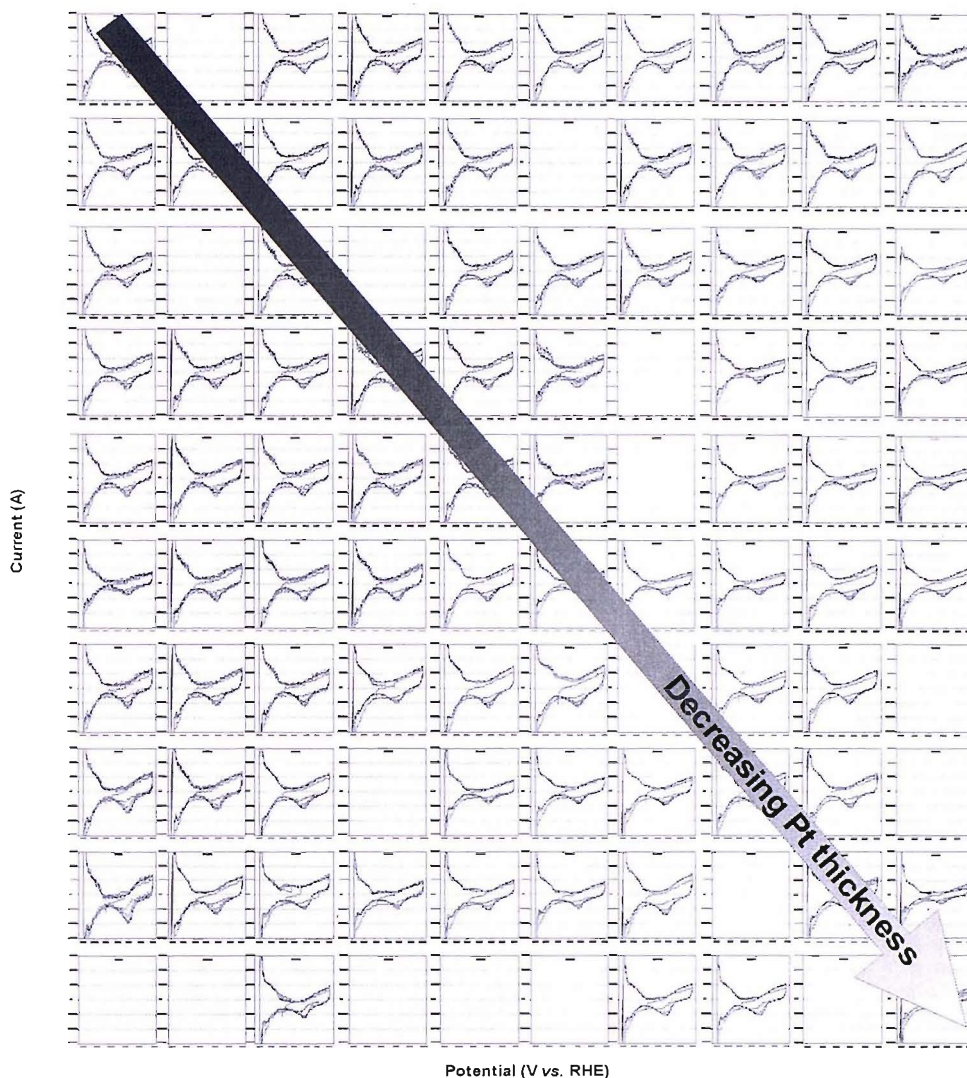 Current (A)
Decreasing Pt thickness
Potential (V vs. RHE)